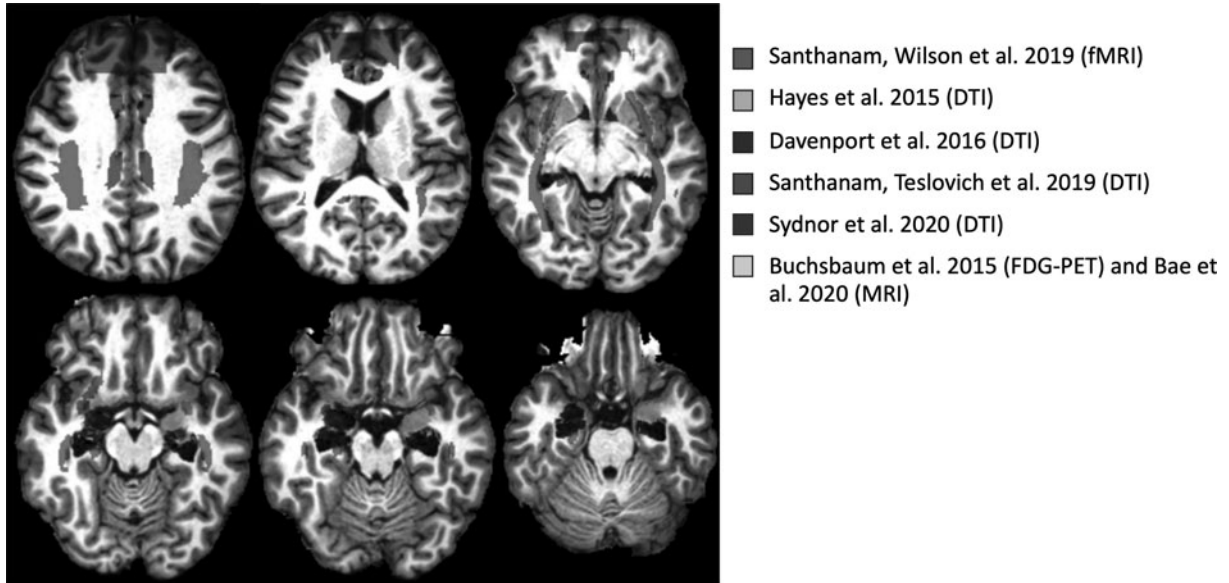 Santhanam, Wilson et al. 2019 (fMRI)
Hayes et al. 2015 (DTI)
Davenport et al. 2016 (DTI)
Santhanam, Teslovich et al. 2019 (DTI)
Sydnor et al. 2020 (DTI)
Buchsbaum et al. 2015 (FDG-PET) and Bae et
al. 2020 (MRI)